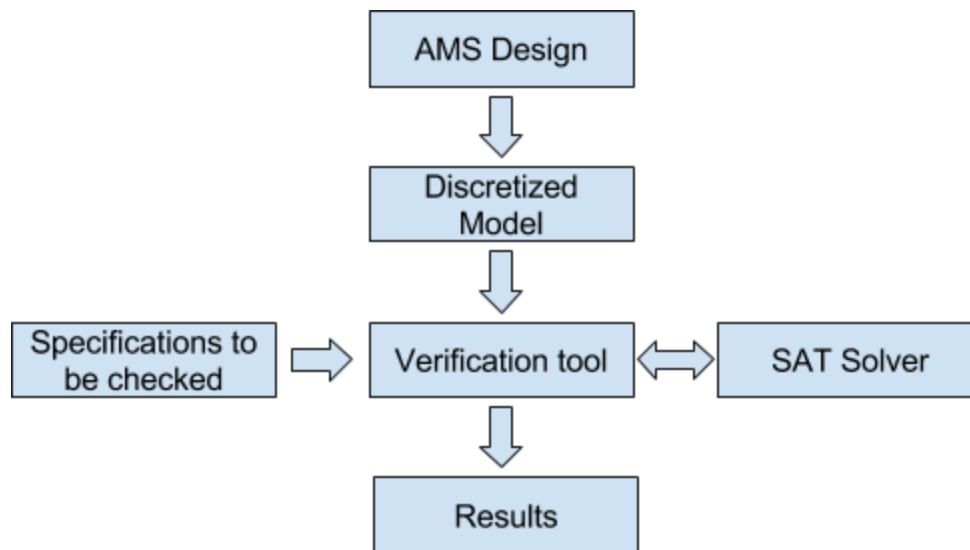 AMS Design
Discretized
Model
Specifications to
be checked
Verification tool
SAT Solver
Results